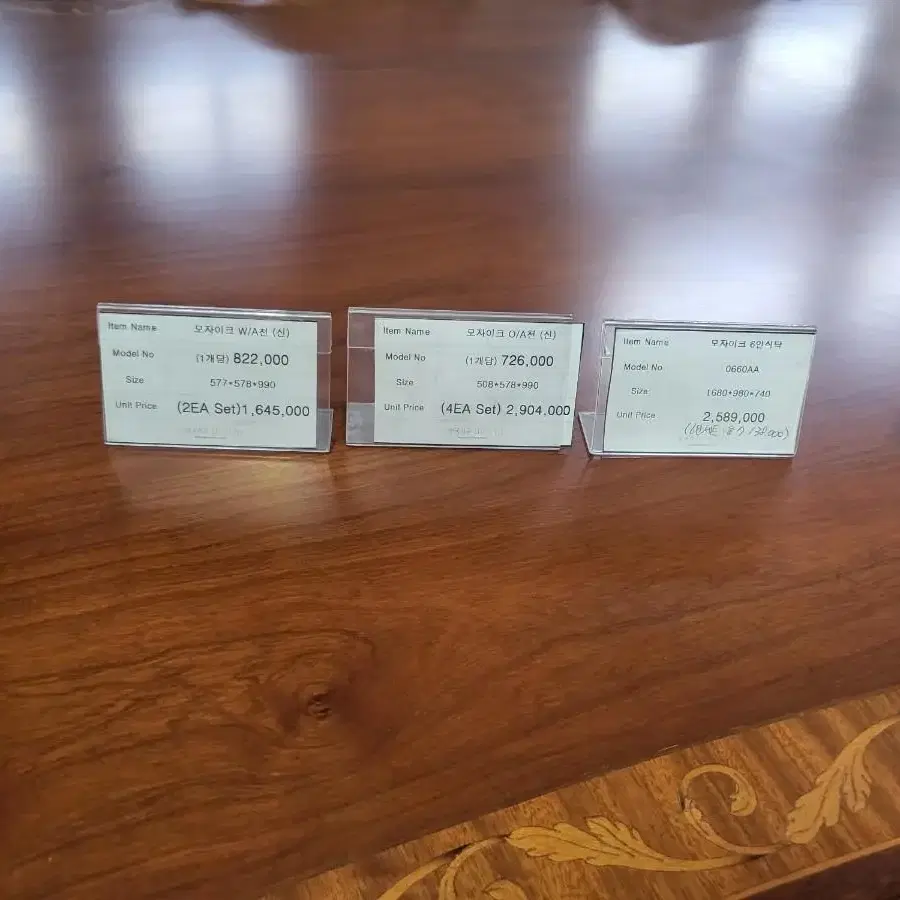 Item Name 모자이크 W/A천 (신)
Model No (1개당) 822,000
Size 577*578*990
Unit Price (2EA Set)1,645,000
Item Name 모자이크 O/A천 (신)
Model No (1개당) 726,000
Size 508*578*990
Unit Price (4EA Set) 2,904,000
Item Name 모자이크 6인식탁
Model No 0660AA
Size 1680*980*740
Unit Price 2,589,000